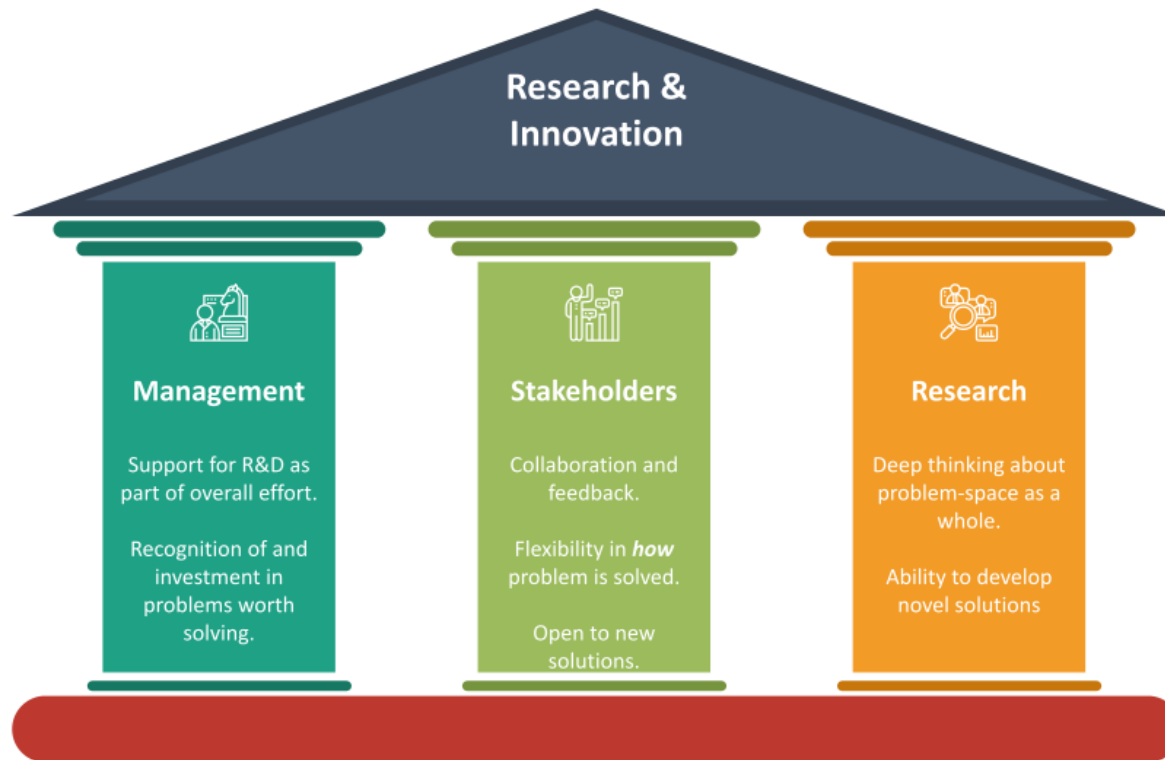 Research &
Innovation
Management
Support for R&D as
part of overall effort.
Recognition of and
investment in
problems worth
solving.
Stakeholders
Collaboration and
feedback.
Flexibility in how
problem is solved.
Open to new
solutions.
Research
Deep thinking about
problem-space as a
whole.
Ability to develop
novel solutions